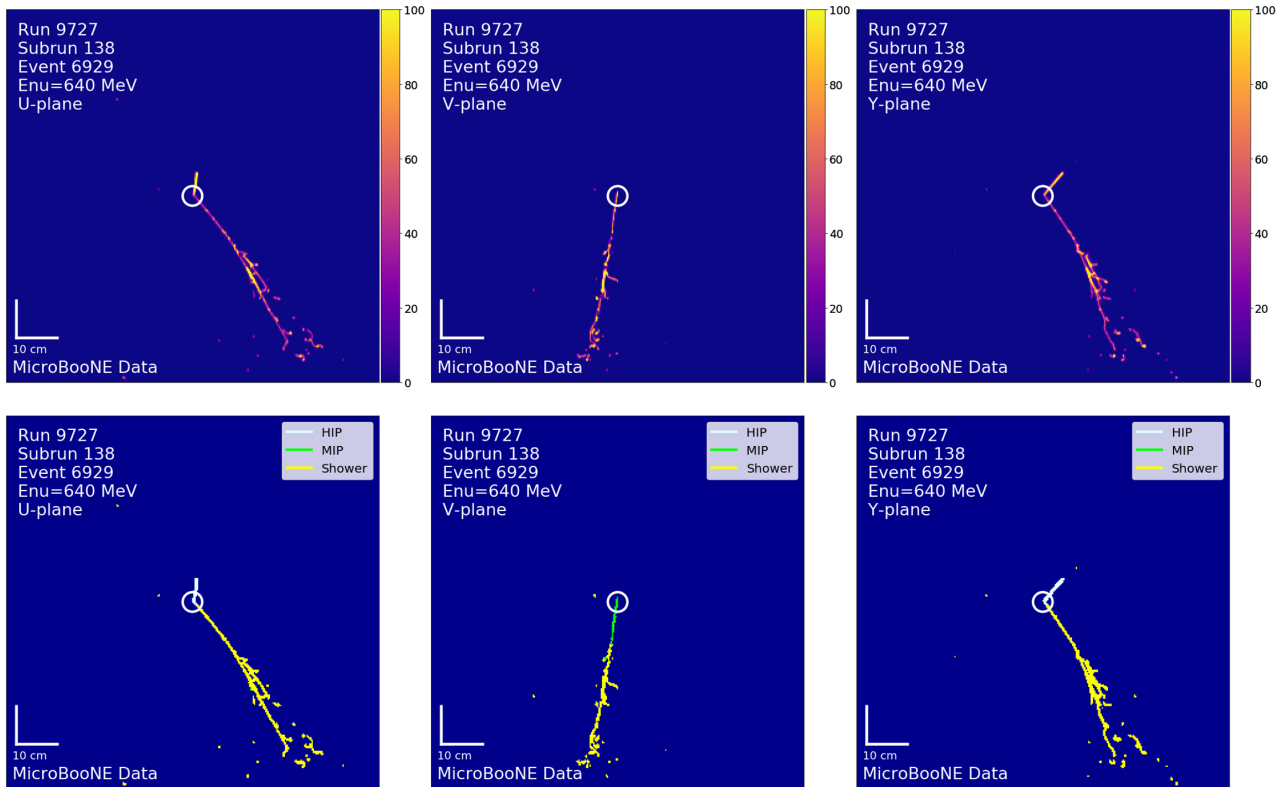 Run 9727
Subrun 138
Event 6929
Enu=640 MeV
U-plane
10 cm
MicroBooNE Data
100
80
60
40
20
0
Run 9727
Subrun 138
Event 6929
Enu=640 MeV
V-plane
10 cm
MicroBooNE Data
100
80
60
40
20
0
Run 9727
Subrun 138
Event 6929
Enu=640 MeV
Y-plane
10 cm
MicroBooNE Data
100
80
60
40
20
0
Run 9727
Subrun 138
Event 6929
Enu=640 MeV
U-plane
HIP
MIP
Shower
10 cm
MicroBooNE Data
Run 9727
Subrun 138
Event 6929
Enu=640 MeV
V-plane
HIP
MIP
Shower
10 cm
MicroBooNE Data
Run 9727
Subrun 138
Event 6929
Enu=640 MeV
Y-plane
HIP
MIP
Shower
10 cm
MicroBooNE Data